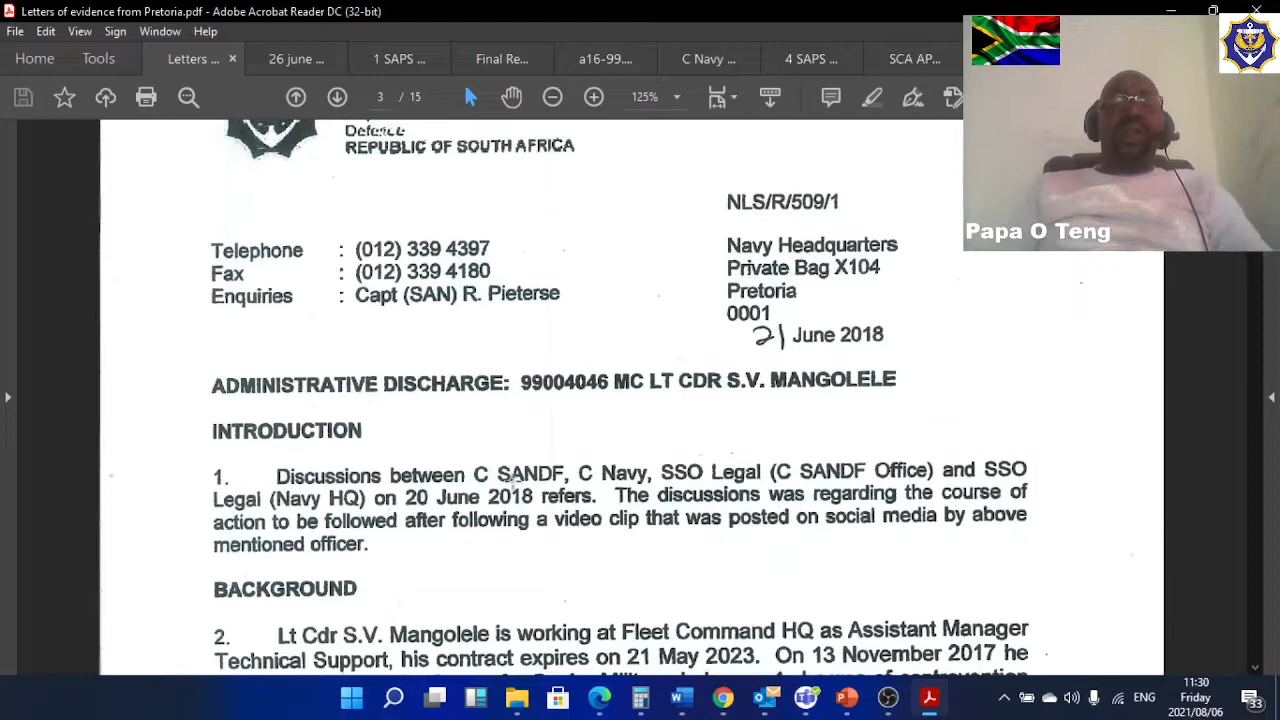 Letters of evidence from Pretoria.pdf - Adobe Acrobat Reader DC (32-bit)
File Edit View Sign Window Help
Home Tools Letters ... × 26 june ... 1 SAPS ... Final Re... a16-99... C Navy ... 4 SAPS ... SCA AP...
3 / 15 125%
Defence
REPUBLIC OF SOUTH AFRICA
NLS/R/509/1
Telephone : (012) 339 4397
Fax : (012) 339 4180
Enquiries : Capt (SAN) R. Pieterse
Navy Headquarters
Private Bag X104
Pretoria
0001
21 June 2018
ADMINISTRATIVE DISCHARGE: 99004046 MC LT CDR S.V. MANGOLELE
INTRODUCTION
1. Discussions between C SANDF, C Navy, SSO Legal (C SANDF Office) and SSO
Legal (Navy HQ) on 20 June 2018 refers. The discussions was regarding the course of
action to be followed after following a video clip that was posted on social media by above
mentioned officer.
BACKGROUND
2. Lt Cdr S.V. Mangolele is working at Fleet Command HQ as Assistant Manager
Technical Support, his contract expires on 21 May 2023. On 13 November 2017 he
Papa O Teng
ENG
11:30
Friday
2021/08/06
33